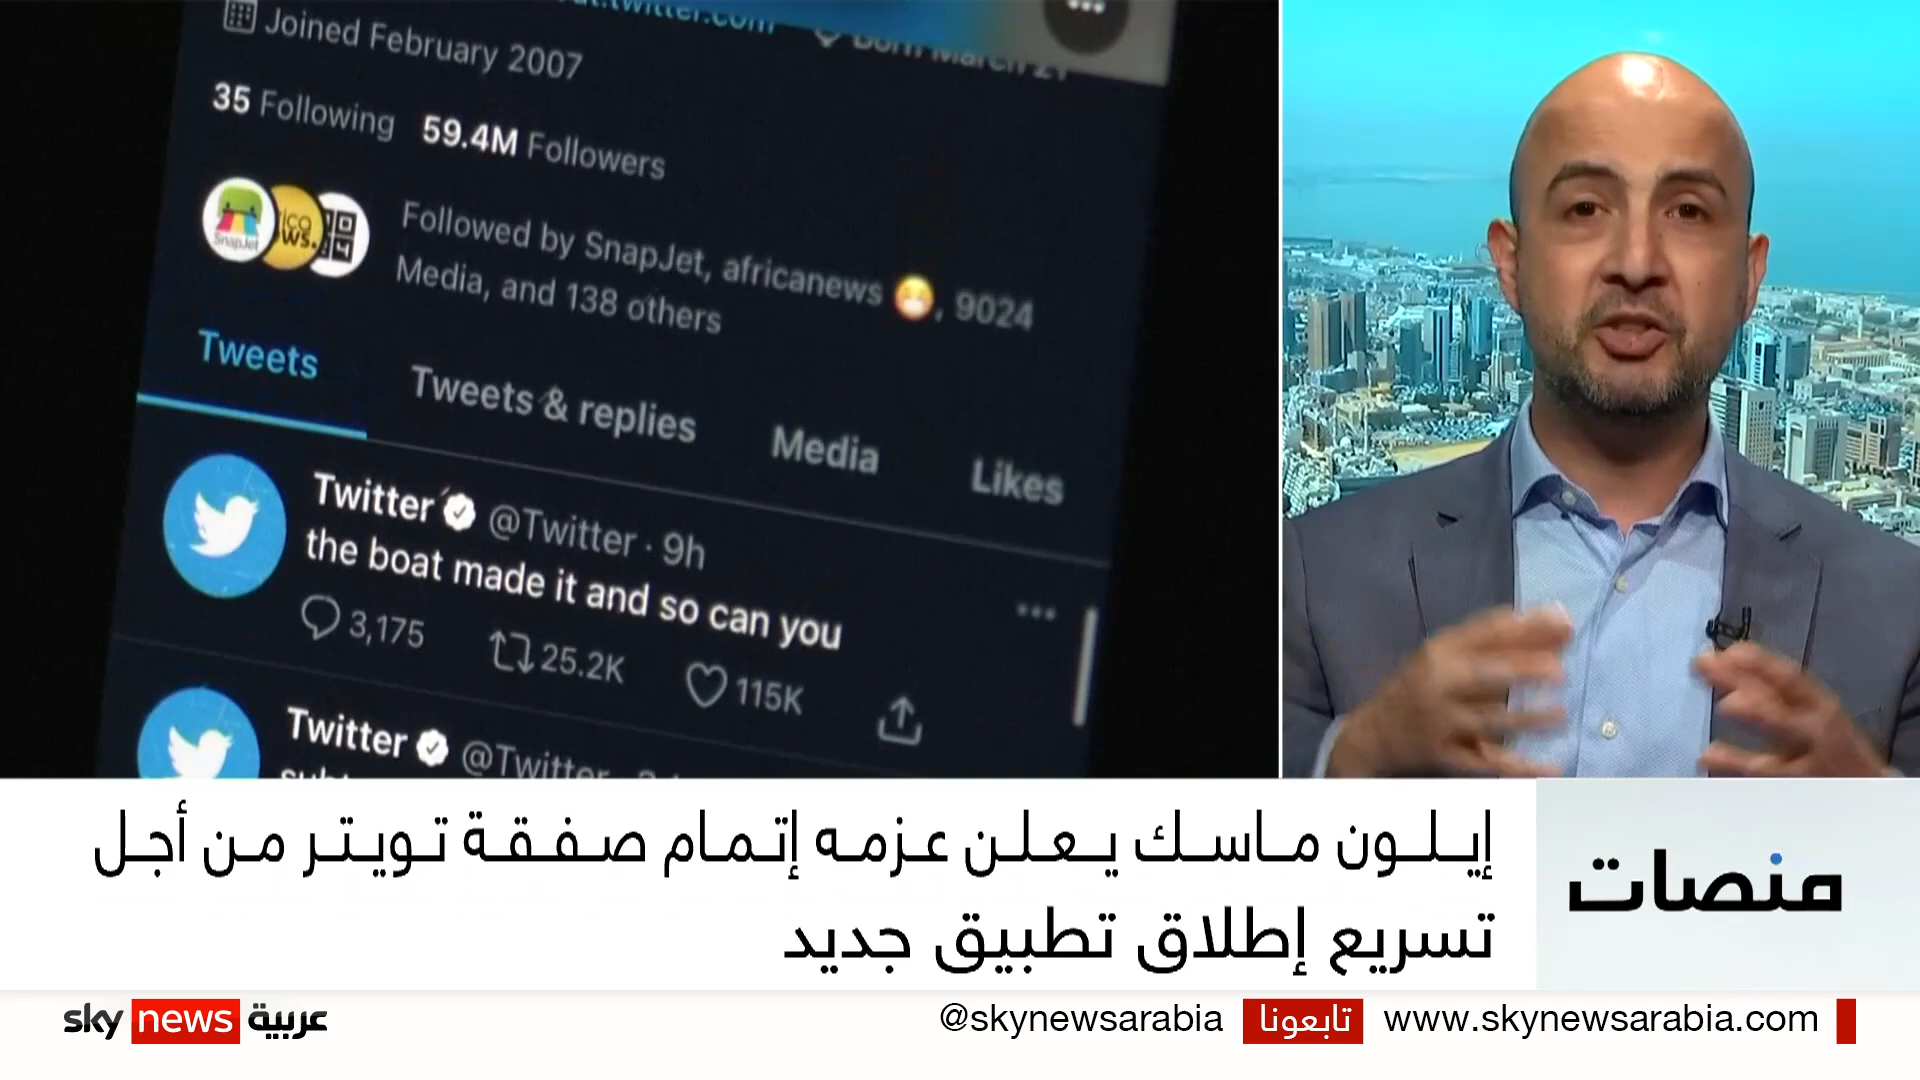 Joined February 2007
35 Following 59.4M Followers
Followed by SnapJet, africanews 😷, 9024
Media, and 138 others
Tweets Tweets & replies Media Likes
Twitter @Twitter · 9h
the boat made it and so can you
3,175 25.2K 115K
Twitter @Twitter
إيلون ماسك يعلن عزمه إتمام صفقة تويتر من أجل
تسريع إطلاق تطبيق جديد
منصات
sky news عربية
@skynewsarabia تابعونا www.skynewsarabia.com